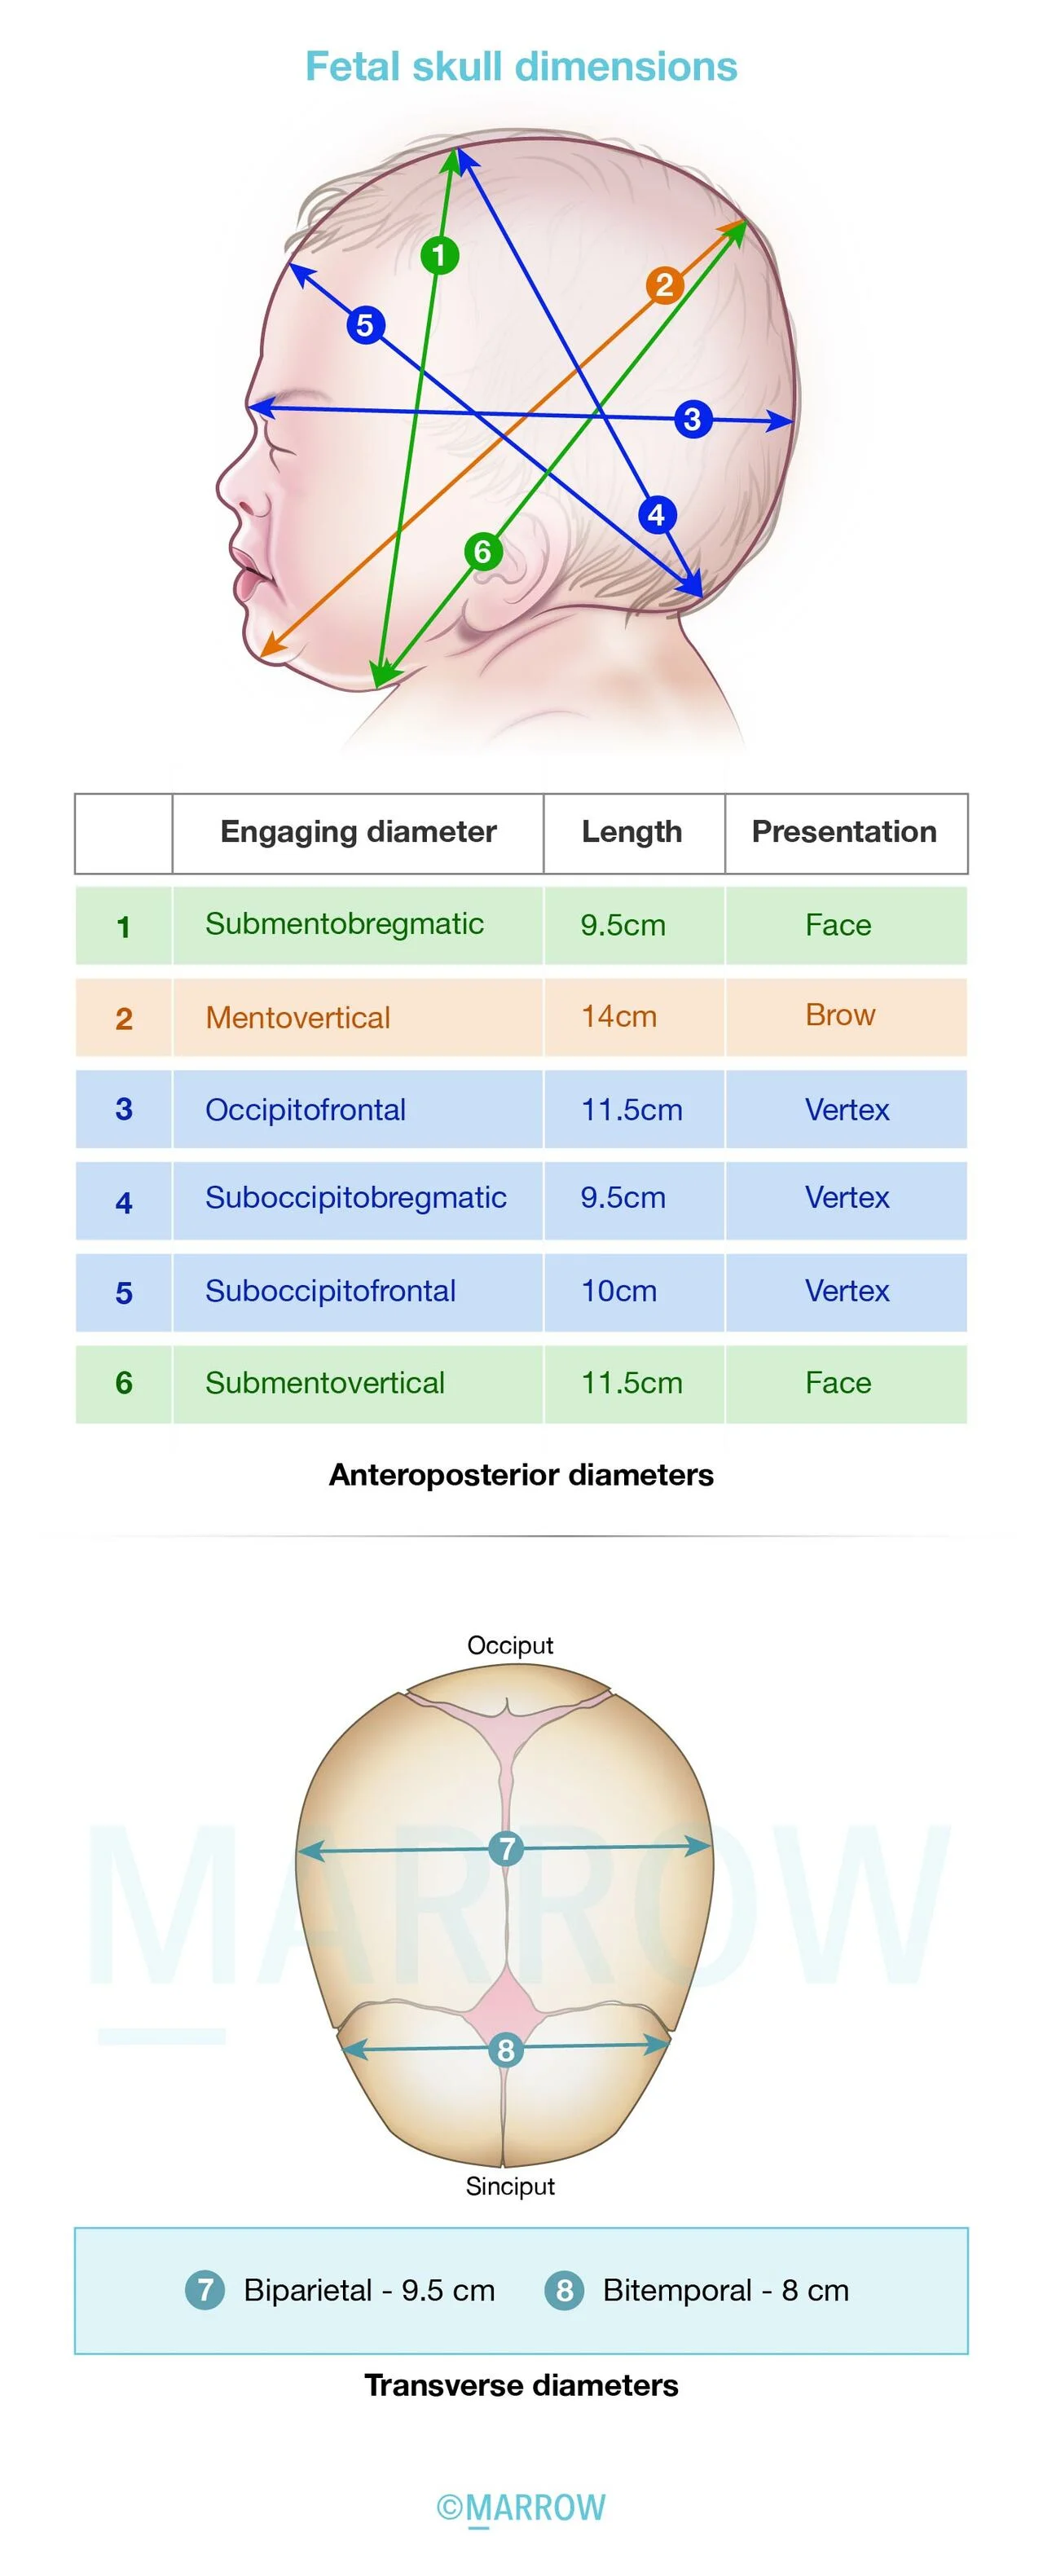 Fetal skull dimensions
1
2
5
3
4
6
Engaging diameter Length Presentation
1 Submentobregmatic 9.5cm Face
2 Mentovertical 14cm Brow
3 Occipitofrontal 11.5cm Vertex
4 Suboccipitobregmatic 9.5cm Vertex
5 Suboccipitofrontal 10cm Vertex
6 Submentovertical 11.5cm Face
Anteroposterior diameters
Occiput
7
MARROW
8
Sinciput
7 Biparietal - 9.5 cm 8 Bitemporal - 8 cm
Transverse diameters
©MARROW